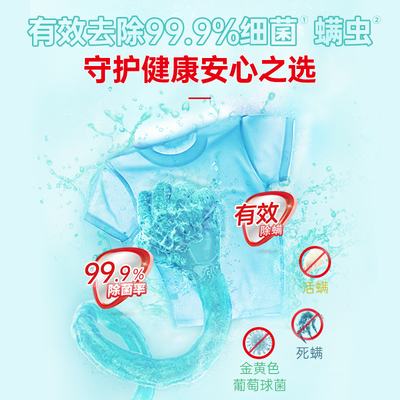 有效去除99.9%细菌① 螨虫②
守护健康安心之选
有效
除螨
99.9%
除菌率
活螨
死螨
金黄色
葡萄球菌